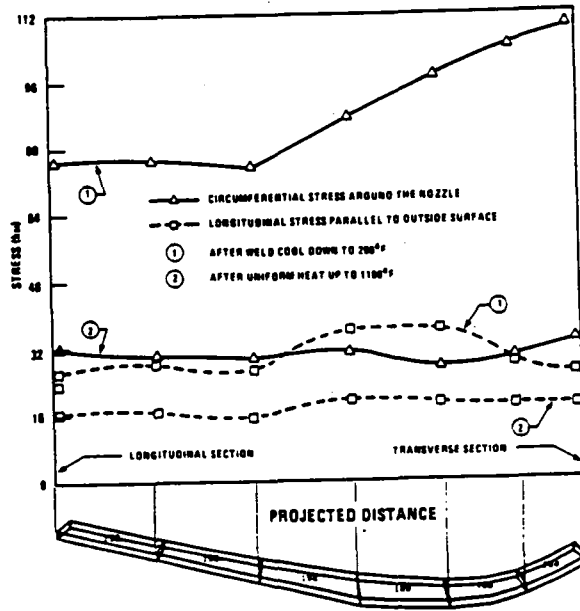 112
96
80
64
48
32
16
0
STRESS (ksi)
1
CIRCUMFERENTIAL STRESS AROUND THE NOZZLE
LONGITUDINAL STRESS PARALLEL TO OUTSIDE SURFACE
1 AFTER WELD COOL DOWN TO 200°F
2 AFTER UNIFORM HEAT UP TO 1100°F
1
2
2
LONGITUDINAL SECTION
TRANSVERSE SECTION
PROJECTED DISTANCE